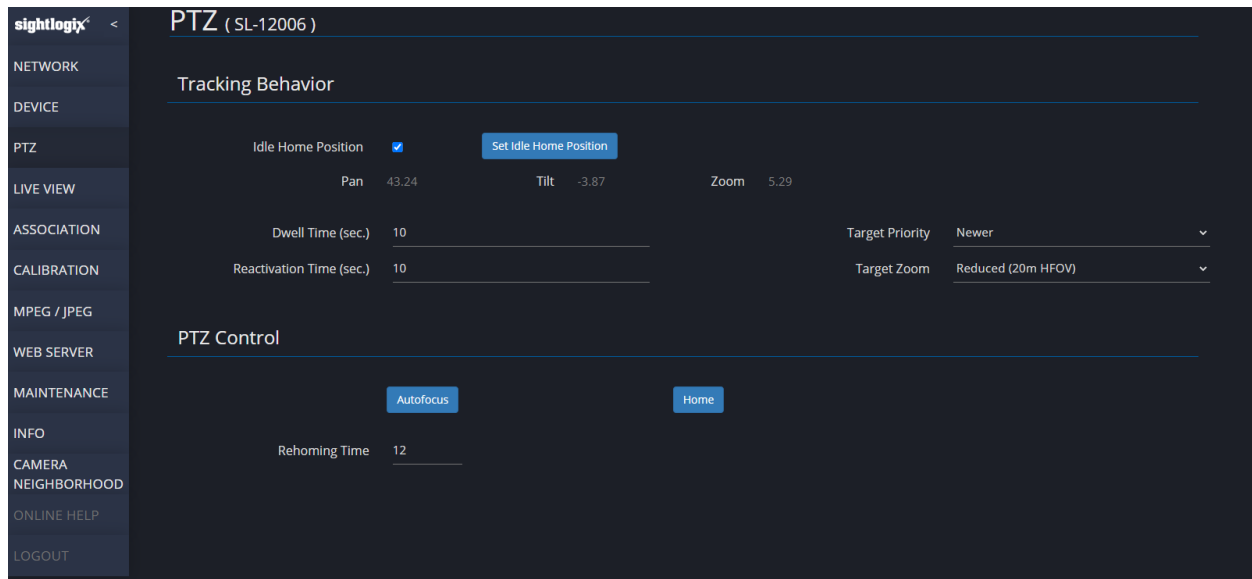 sightlogix <
NETWORK
DEVICE
PTZ
LIVE VIEW
ASSOCIATION
CALIBRATION
MPEG / JPEG
WEB SERVER
MAINTENANCE
INFO
CAMERA
NEIGHBORHOOD
ONLINE HELP
LOGOUT
PTZ ( SL-12006 )
Tracking Behavior
Idle Home Position Set Idle Home Position
Pan 43.24 Tilt -3.87 Zoom 5.29
Dwell Time (sec.) 10 Target Priority Newer
Reactivation Time (sec.) 10 Target Zoom Reduced (20m HFOV)
PTZ Control
Autofocus Home
Rehoming Time 12